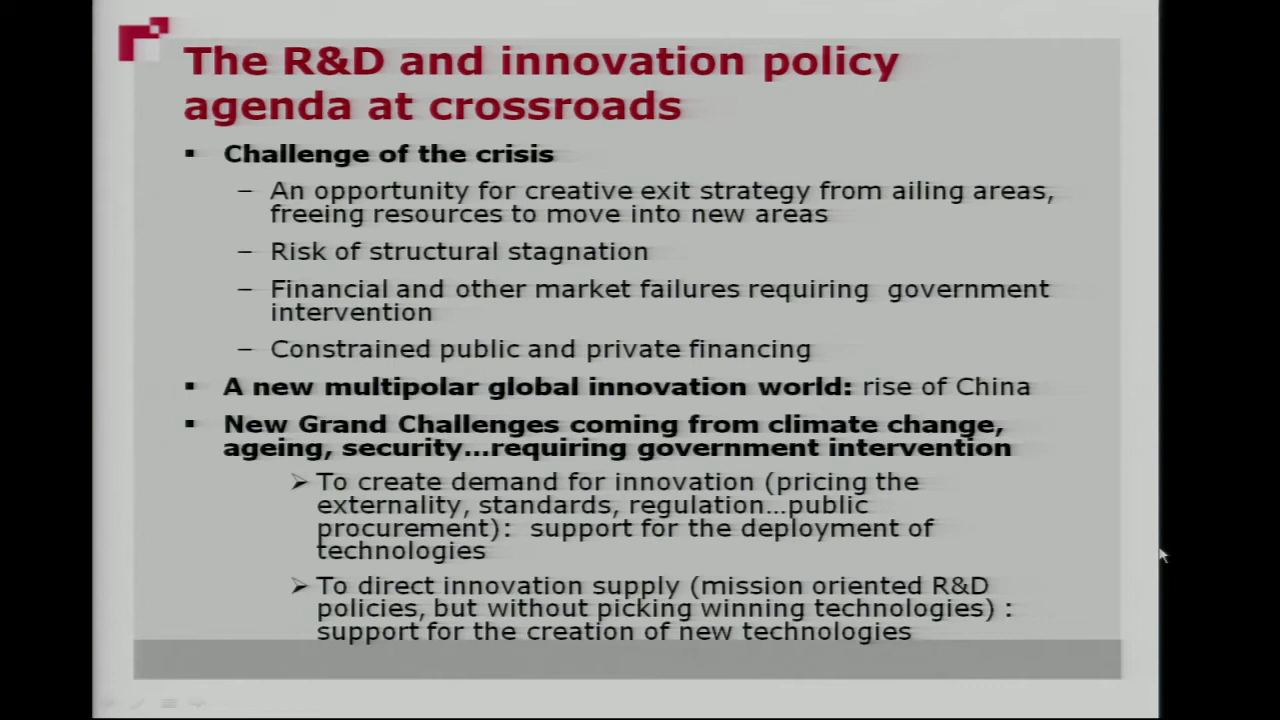 The R&D and innovation policy
agenda at crossroads
▪ Challenge of the crisis
– An opportunity for creative exit strategy from ailing areas,
freeing resources to move into new areas
– Risk of structural stagnation
– Financial and other market failures requiring government
intervention
– Constrained public and private financing
▪ A new multipolar global innovation world: rise of China
▪ New Grand Challenges coming from climate change,
ageing, security...requiring government intervention
➢ To create demand for innovation (pricing the
externality, standards, regulation...public
procurement): support for the deployment of
technologies
➢ To direct innovation supply (mission oriented R&D
policies, but without picking winning technologies) :
support for the creation of new technologies